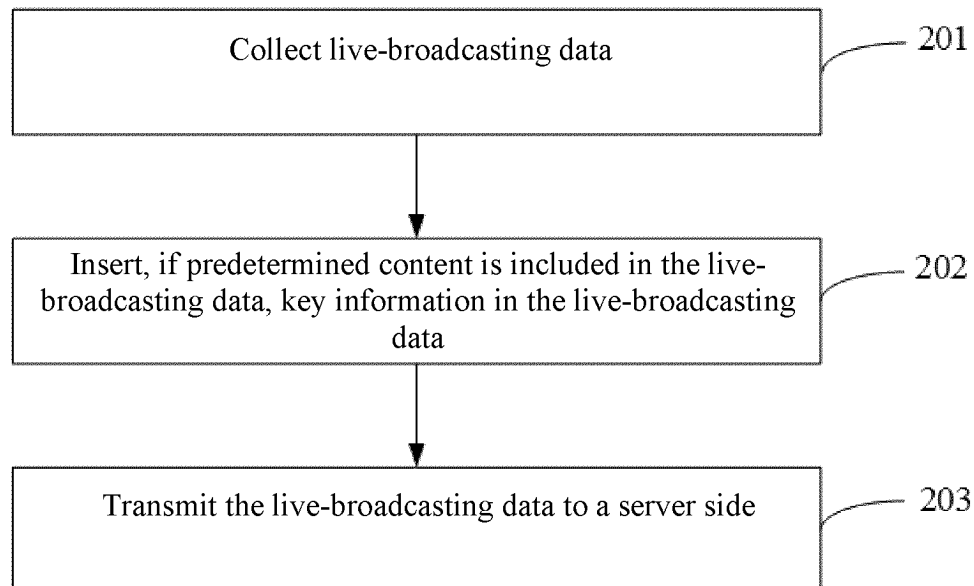 Collect live-broadcasting data
201
Insert, if predetermined content is included in the live-
broadcasting data, key information in the live-broadcasting
data
202
Transmit the live-broadcasting data to a server side
203